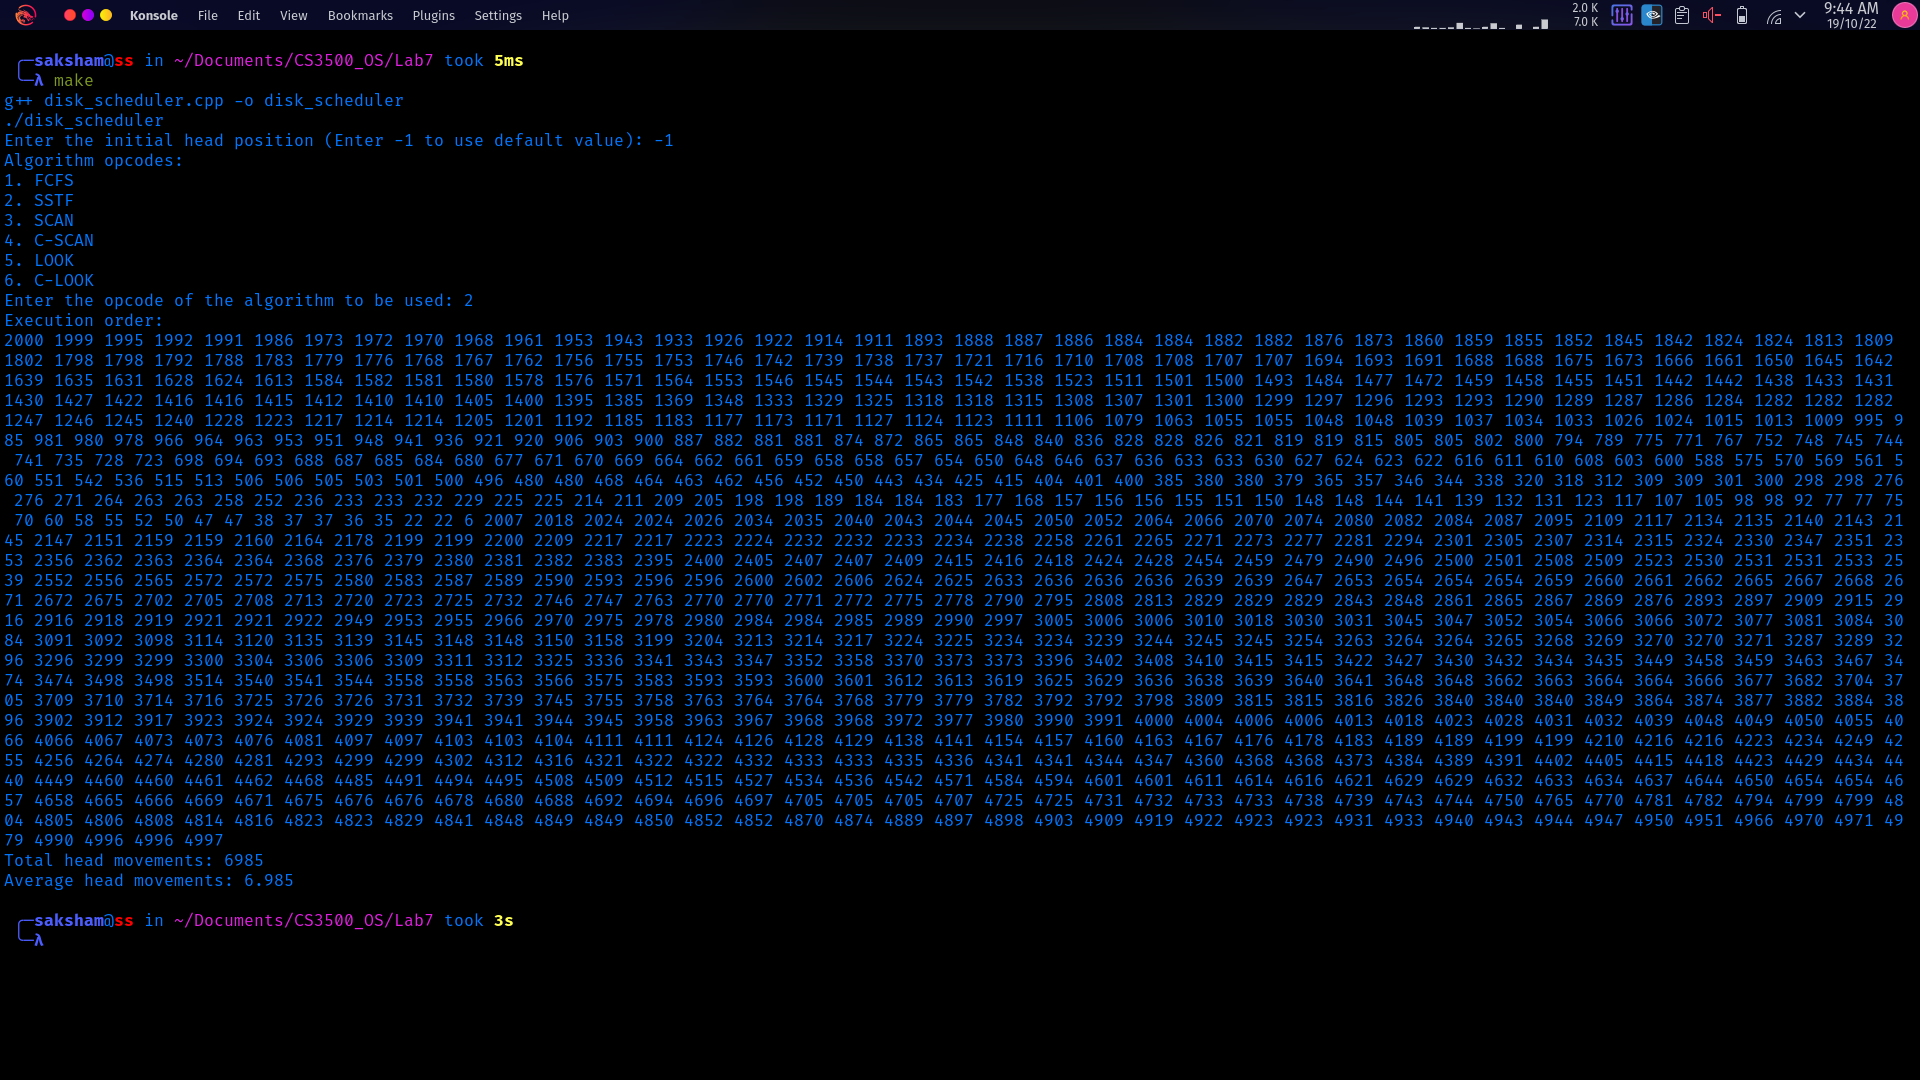 Konsole File Edit View Bookmarks Plugins Settings Help
2.0 K
7.0 K
9:44 AM
19/10/22
saksham@ss in ~/Documents/CS3500_OS/Lab7 took 5ms
λ make
g++ disk_scheduler.cpp -o disk_scheduler
./disk_scheduler
Enter the initial head position (Enter -1 to use default value): -1
Algorithm opcodes:
1. FCFS
2. SSTF
3. SCAN
4. C-SCAN
5. LOOK
6. C-LOOK
Enter the opcode of the algorithm to be used: 2
Execution order:
2000 1999 1995 1992 1991 1986 1973 1972 1970 1968 1961 1953 1943 1933 1926 1922 1914 1911 1893 1888 1887 1886 1884 1884 1882 1882 1876 1873 1860 1859 1855 1852 1845 1842 1824 1824 1813 1809
1802 1798 1798 1792 1788 1783 1779 1776 1768 1767 1762 1756 1755 1753 1746 1742 1739 1738 1737 1721 1716 1710 1708 1708 1707 1707 1694 1693 1691 1688 1688 1675 1673 1666 1661 1650 1645 1642
1639 1635 1631 1628 1624 1613 1584 1582 1581 1580 1578 1576 1571 1564 1553 1546 1545 1544 1543 1542 1538 1523 1511 1501 1500 1493 1484 1477 1472 1459 1458 1455 1451 1442 1442 1438 1433 1431
1430 1427 1422 1416 1416 1415 1412 1410 1410 1405 1400 1395 1385 1369 1348 1333 1329 1325 1318 1318 1315 1308 1307 1301 1300 1299 1297 1296 1293 1293 1290 1289 1287 1286 1284 1282 1282 1282
1247 1246 1245 1240 1228 1223 1217 1214 1214 1205 1201 1192 1185 1183 1177 1173 1171 1127 1124 1123 1111 1106 1079 1063 1055 1055 1048 1048 1039 1037 1034 1033 1026 1024 1015 1013 1009 995 9
85 981 980 978 966 964 963 953 951 948 941 936 921 920 906 903 900 887 882 881 881 874 872 865 865 848 840 836 828 828 826 821 819 819 815 805 805 802 800 794 789 775 771 767 752 748 745 744
741 735 728 723 698 694 693 688 687 685 684 680 677 671 670 669 664 662 661 659 658 658 657 654 650 648 646 637 636 633 633 630 627 624 623 622 616 611 610 608 603 600 588 575 570 569 561 5
60 551 542 536 515 513 506 506 505 503 501 500 496 480 480 468 464 463 462 456 452 450 443 434 425 415 404 401 400 385 380 380 379 365 357 346 344 338 320 318 312 309 309 301 300 298 298 276
276 271 264 263 263 258 252 236 233 233 232 229 225 225 214 211 209 205 198 198 189 184 184 183 177 168 157 156 156 155 151 150 148 148 144 141 139 132 131 123 117 107 105 98 98 92 77 77 75
70 60 58 55 52 50 47 47 38 37 37 36 35 22 22 6 2007 2018 2024 2024 2026 2034 2035 2040 2043 2044 2045 2050 2052 2064 2066 2070 2074 2080 2082 2084 2087 2095 2109 2117 2134 2135 2140 2143 21
45 2147 2151 2159 2159 2160 2164 2178 2199 2199 2200 2209 2217 2217 2223 2224 2232 2232 2233 2234 2238 2258 2261 2265 2271 2273 2277 2281 2294 2301 2305 2307 2314 2315 2324 2330 2347 2351 23
53 2356 2362 2363 2364 2364 2368 2376 2379 2380 2381 2382 2383 2395 2400 2405 2407 2407 2409 2415 2416 2418 2424 2428 2454 2459 2479 2490 2496 2500 2501 2508 2509 2523 2530 2531 2531 2533 25
39 2552 2556 2565 2572 2572 2575 2580 2583 2587 2589 2590 2593 2596 2596 2600 2602 2606 2624 2625 2633 2636 2636 2636 2639 2639 2647 2653 2654 2654 2654 2659 2660 2661 2662 2665 2667 2668 26
71 2672 2675 2702 2705 2708 2713 2720 2723 2725 2732 2746 2747 2763 2770 2770 2771 2772 2775 2778 2790 2795 2808 2813 2829 2829 2829 2843 2848 2861 2865 2867 2869 2876 2893 2897 2909 2915 29
16 2916 2918 2919 2921 2921 2922 2949 2953 2955 2966 2970 2975 2978 2980 2984 2984 2985 2989 2990 2997 3005 3006 3006 3010 3018 3030 3031 3045 3047 3052 3054 3066 3066 3072 3077 3081 3084 30
84 3091 3092 3098 3114 3120 3135 3139 3145 3148 3148 3150 3158 3199 3204 3213 3214 3217 3224 3225 3234 3234 3239 3244 3245 3245 3254 3263 3264 3264 3265 3268 3269 3270 3270 3271 3287 3289 32
96 3296 3299 3299 3300 3304 3306 3306 3309 3311 3312 3325 3336 3341 3343 3347 3352 3358 3370 3373 3373 3396 3402 3408 3410 3415 3415 3422 3427 3430 3432 3434 3435 3449 3458 3459 3463 3467 34
74 3474 3498 3498 3514 3540 3541 3544 3558 3558 3563 3566 3575 3583 3593 3593 3600 3601 3612 3613 3619 3625 3629 3636 3638 3639 3640 3641 3648 3648 3662 3663 3664 3664 3666 3677 3682 3704 37
05 3709 3710 3714 3716 3725 3726 3726 3731 3732 3739 3745 3755 3758 3763 3764 3764 3768 3779 3779 3782 3792 3792 3798 3809 3815 3815 3816 3826 3840 3840 3840 3849 3864 3874 3877 3882 3884 38
96 3902 3912 3917 3923 3924 3924 3929 3939 3941 3941 3944 3945 3958 3963 3967 3968 3968 3972 3977 3980 3990 3991 4000 4004 4006 4006 4013 4018 4023 4028 4031 4032 4039 4048 4049 4050 4055 40
66 4066 4067 4073 4073 4076 4081 4097 4097 4103 4103 4104 4111 4111 4124 4126 4128 4129 4138 4141 4154 4157 4160 4163 4167 4176 4178 4183 4189 4189 4199 4199 4210 4216 4216 4223 4234 4249 42
55 4256 4264 4274 4280 4281 4293 4299 4299 4302 4312 4316 4321 4322 4322 4332 4333 4333 4335 4336 4341 4341 4344 4347 4360 4368 4368 4373 4384 4389 4391 4402 4405 4415 4418 4423 4429 4434 44
40 4449 4460 4460 4461 4462 4468 4485 4491 4494 4495 4508 4509 4512 4515 4527 4534 4536 4542 4571 4584 4594 4601 4601 4611 4614 4616 4621 4629 4629 4632 4633 4634 4637 4644 4650 4654 4654 46
57 4658 4665 4666 4669 4671 4675 4676 4676 4678 4680 4688 4692 4694 4696 4697 4705 4705 4705 4707 4725 4725 4731 4732 4733 4733 4738 4739 4743 4744 4750 4765 4770 4781 4782 4794 4799 4799 48
04 4805 4806 4808 4814 4816 4823 4823 4829 4841 4848 4849 4849 4850 4852 4852 4870 4874 4889 4897 4898 4903 4909 4919 4922 4923 4923 4931 4933 4940 4943 4944 4947 4950 4951 4966 4970 4971 49
79 4990 4996 4996 4997
Total head movements: 6985
Average head movements: 6.985
saksham@ss in ~/Documents/CS3500_OS/Lab7 took 3s
λ